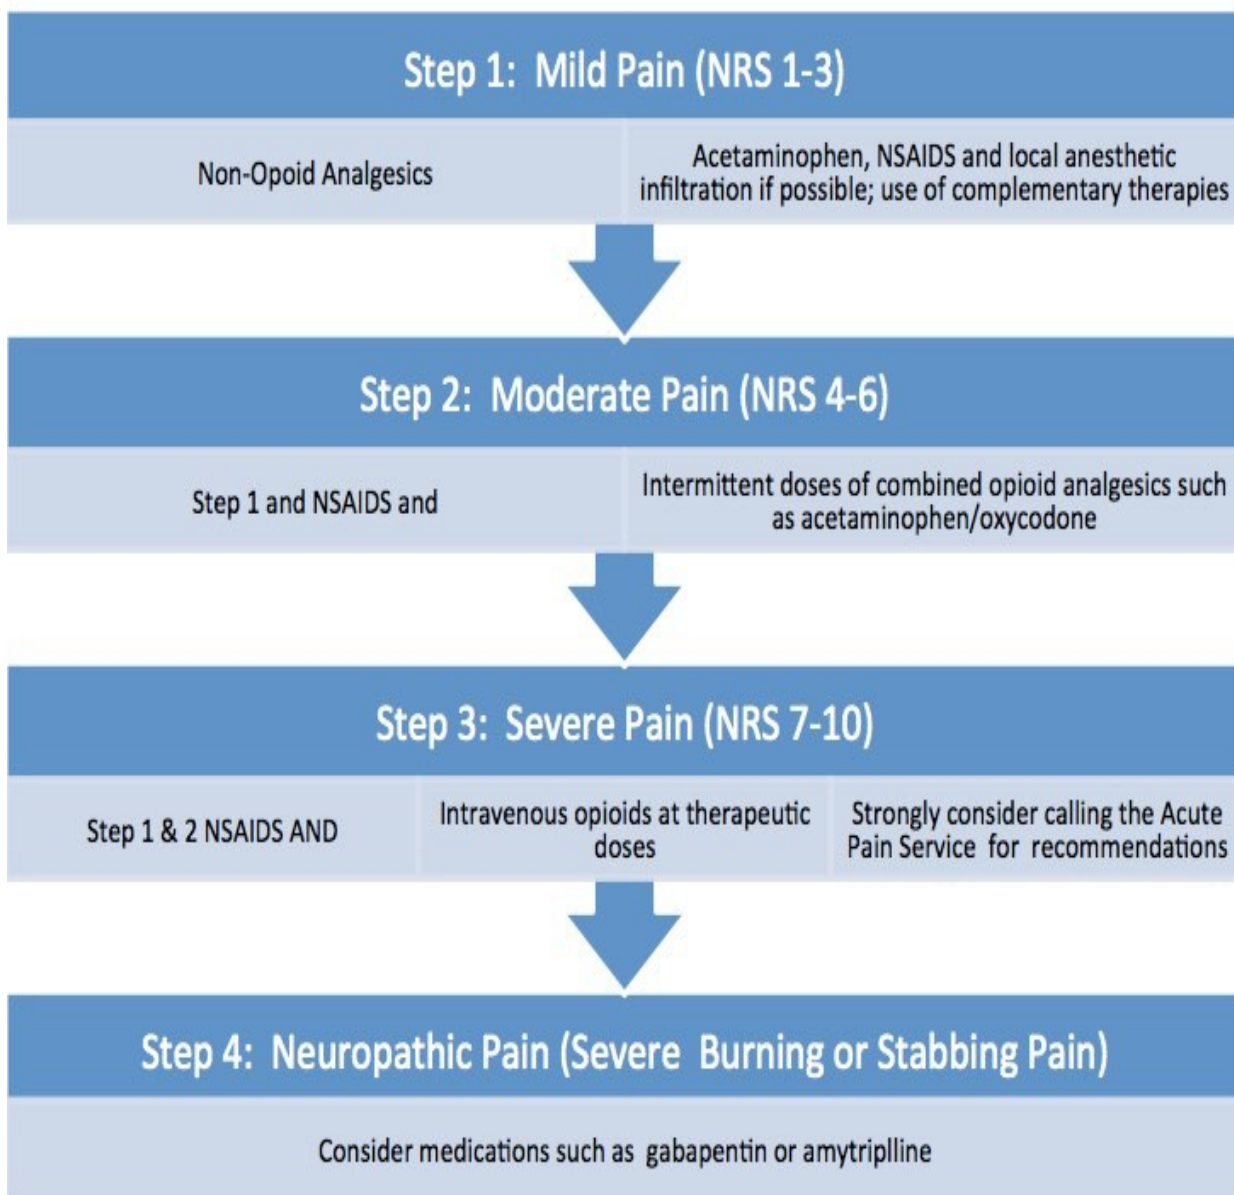 Step 1: Mild Pain (NRS 1-3)
Non-Opoid Analgesics
Acetaminophen, NSAIDS and local anesthetic
infiltration if possible; use of complementary therapies
Step 2: Moderate Pain (NRS 4-6)
Step 1 and NSAIDS and
Intermittent doses of combined opioid analgesics such
as acetaminophen/oxycodone
Step 3: Severe Pain (NRS 7-10)
Step 1 & 2 NSAIDS AND
Intravenous opioids at therapeutic
doses
Strongly consider calling the Acute
Pain Service for recommendations
Step 4: Neuropathic Pain (Severe Burning or Stabbing Pain)
Consider medications such as gabapentin or amytriplline